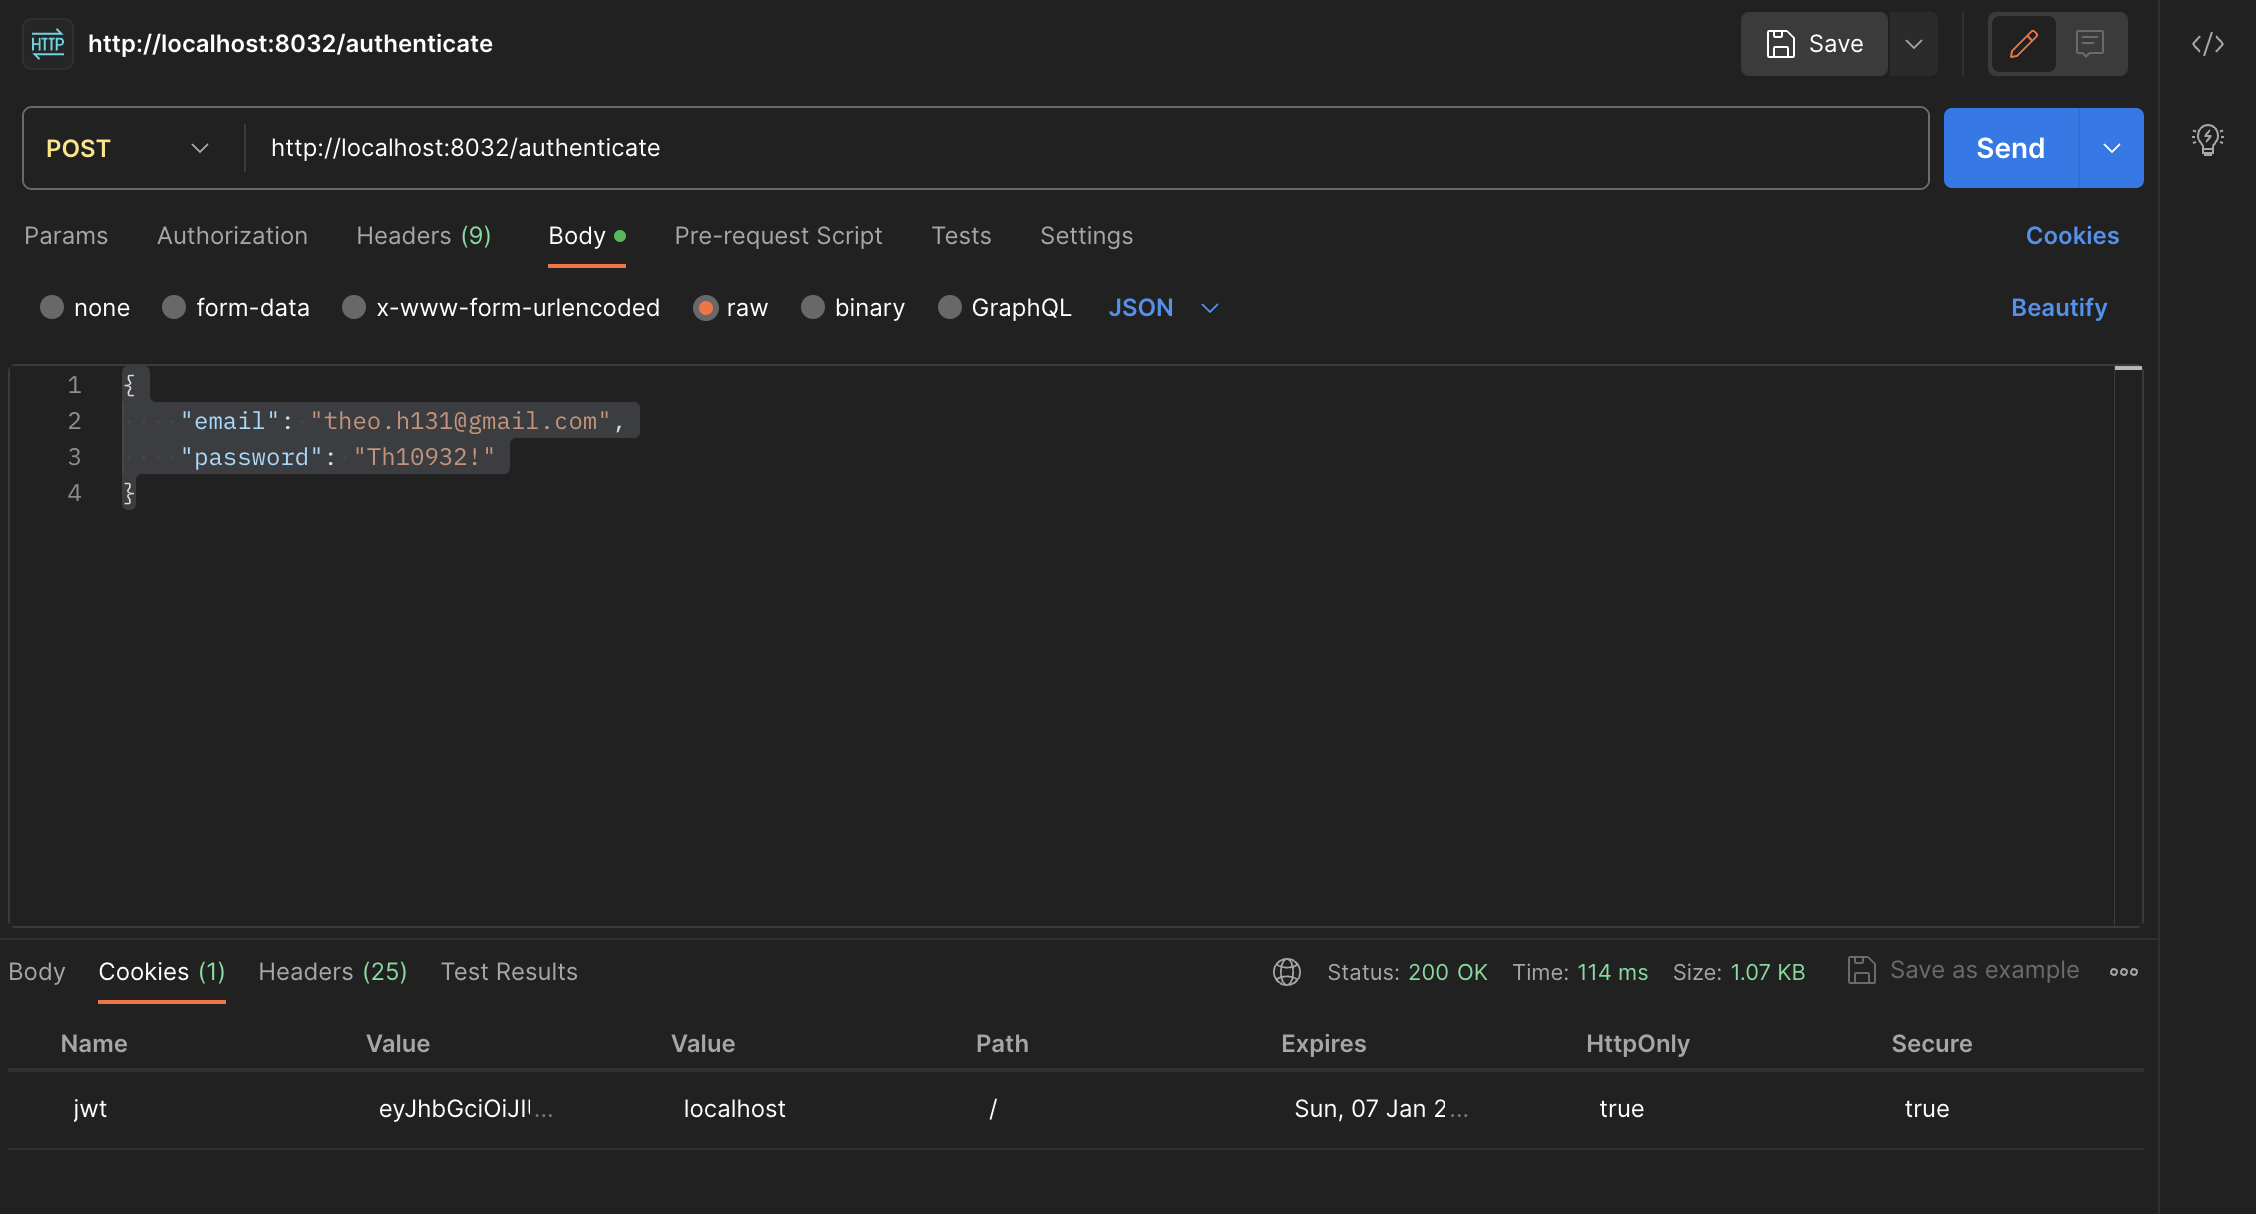 HTTP http://localhost:8032/authenticate Save
POST http://localhost:8032/authenticate Send
Params Authorization Headers (9) Body Pre-request Script Tests Settings Cookies
none form-data x-www-form-urlencoded raw binary GraphQL JSON Beautify
1 {
2 "email": "theo.h131@gmail.com",
3 "password": "Th10932!"
4 }
Body Cookies (1) Headers (25) Test Results Status: 200 OK Time: 114 ms Size: 1.07 KB Save as example
Name Value Value Path Expires HttpOnly Secure
jwt eyJhbGciOiJIU... localhost / Sun, 07 Jan 2... true true